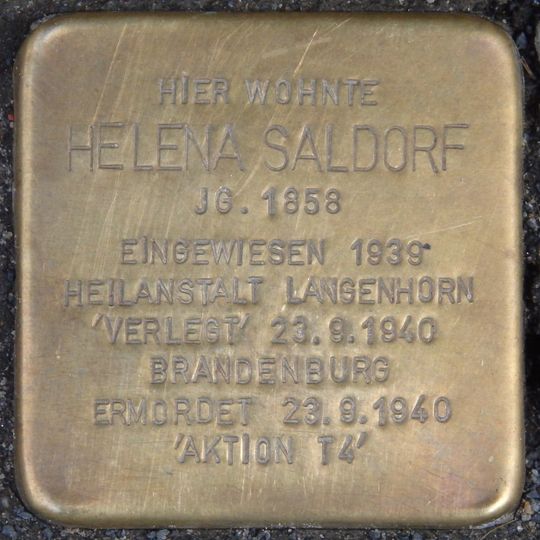 HIER WOHNTE
HELENA SALDORF
JG. 1858
EINGEWIESEN 1939
HEILANSTALT LANGENHORN
'VERLEGT' 23.9.1940
BRANDENBURG
ERMORDET 23.9.1940
'AKTION T4'